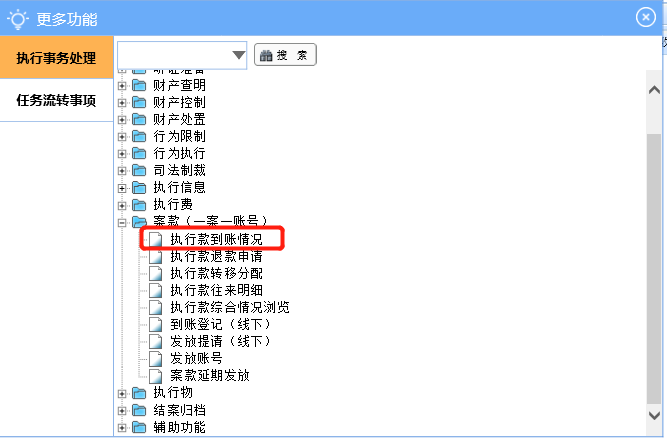 更多功能
执行事务处理
搜 索
任务流转事项
财产查明
财产控制
财产处置
行为限制
行为执行
司法制裁
执行信息
执行费
案款（一案一账号）
执行款到账情况
执行款退款申请
执行款转移分配
执行款往来明细
执行款综合情况浏览
到账登记（线下）
发放提请（线下）
发放账号
案款延期发放
执行物
结案归档
辅助功能